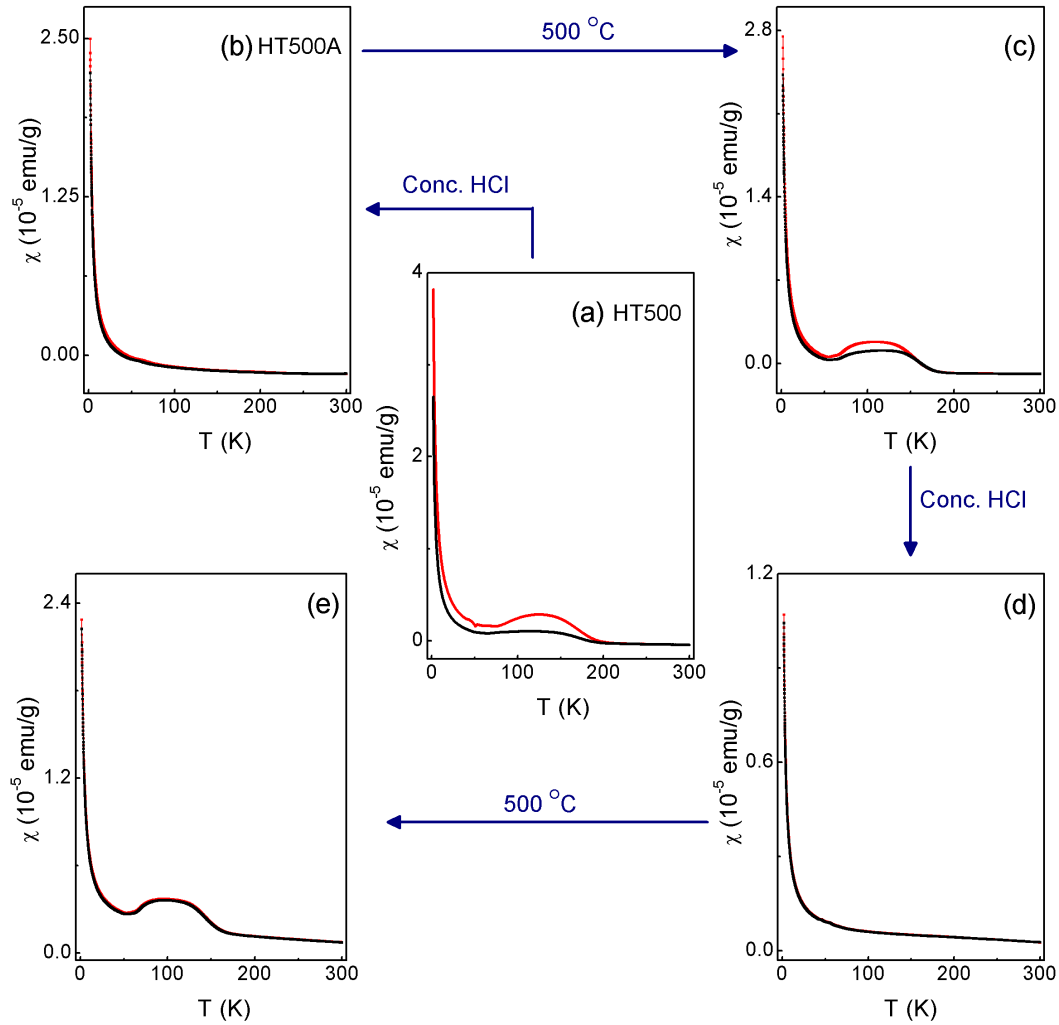 (b) HT500A
2.50
1.25
0.00
χ (10⁻⁵ emu/g)
0 100 200 300
T (K)
500 °C
(c)
2.8
1.4
0.0
χ (10⁻⁵ emu/g)
0 100 200 300
T (K)
Conc. HCl
(a) HT500
4
2
0
χ (10⁻⁵ emu/g)
0 100 200 300
T (K)
Conc. HCl
(e)
2.4
1.2
0.0
χ (10⁻⁵ emu/g)
0 100 200 300
T (K)
500 °C
(d)
1.2
0.6
0.0
χ (10⁻⁵ emu/g)
0 100 200 300
T (K)